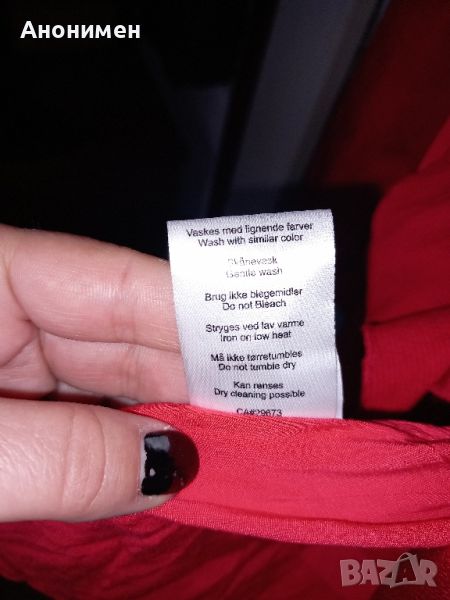 Анонимен
Vaskes med lignende farver
Wash with similar color
Skånevask
Gentle wash
Brug ikke blegemidler
Do not Bleach
Stryges ved lav varme
Iron on low heat
Må ikke tørretumbles
Do not tumble dry
Kan renses
Dry cleaning possible
CA#29673
BAZAR